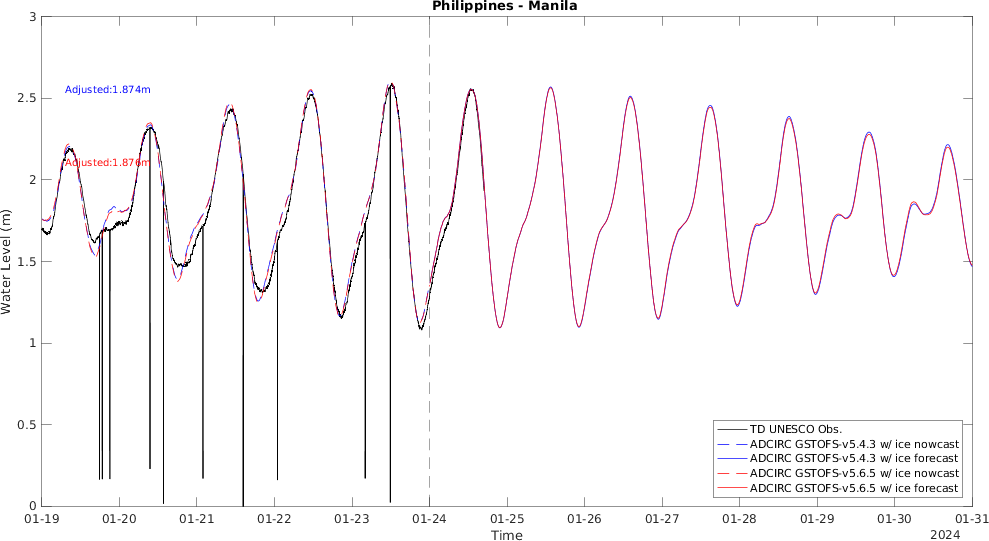 Philippines - Manila
3
2.5
2
1.5
1
0.5
0
Water Level (m)
Adjusted:1.874m
Adjusted:1.876m
TD UNESCO Obs.
ADCIRC GSTOFS-v5.4.3 w/ ice nowcast
ADCIRC GSTOFS-v5.4.3 w/ ice forecast
ADCIRC GSTOFS-v5.6.5 w/ ice nowcast
ADCIRC GSTOFS-v5.6.5 w/ ice forecast
01-19 01-20 01-21 01-22 01-23 01-24 01-25 01-26 01-27 01-28 01-29 01-30 01-31
Time
2024